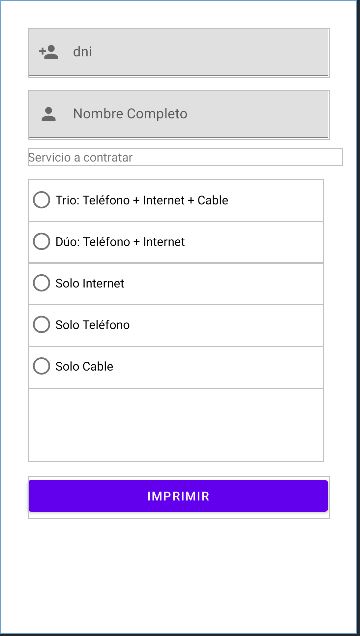 dni
Nombre Completo
Servicio a contratar
Trio: Teléfono + Internet + Cable
Dúo: Teléfono + Internet
Solo Internet
Solo Teléfono
Solo Cable
IMPRIMIR